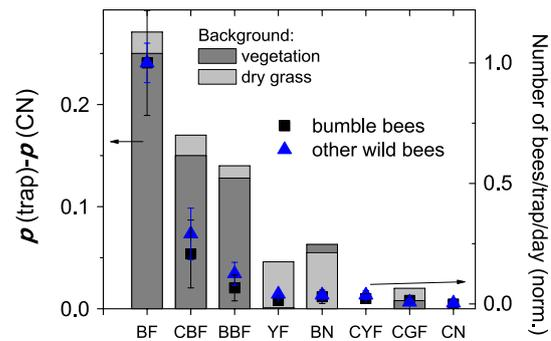 Background:
vegetation
dry grass
bumble bees
other wild bees
p (trap)-p (CN)
0.2
0.1
0.0
Number of bees/trap/day (norm.)
1.0
0.5
0.0
BF CBF BBF YF BN CYF CGF CN